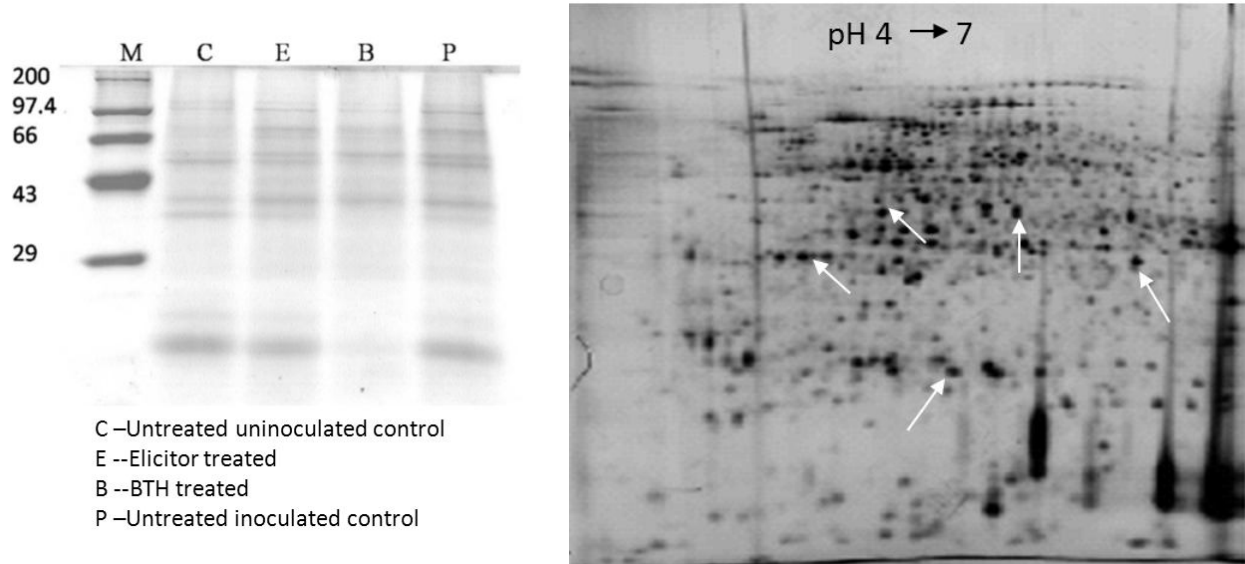 M C E B P
200
97.4
66
43
29
C –Untreated uninoculated control
E --Elicitor treated
B --BTH treated
P –Untreated inoculated control
pH 4 → 7